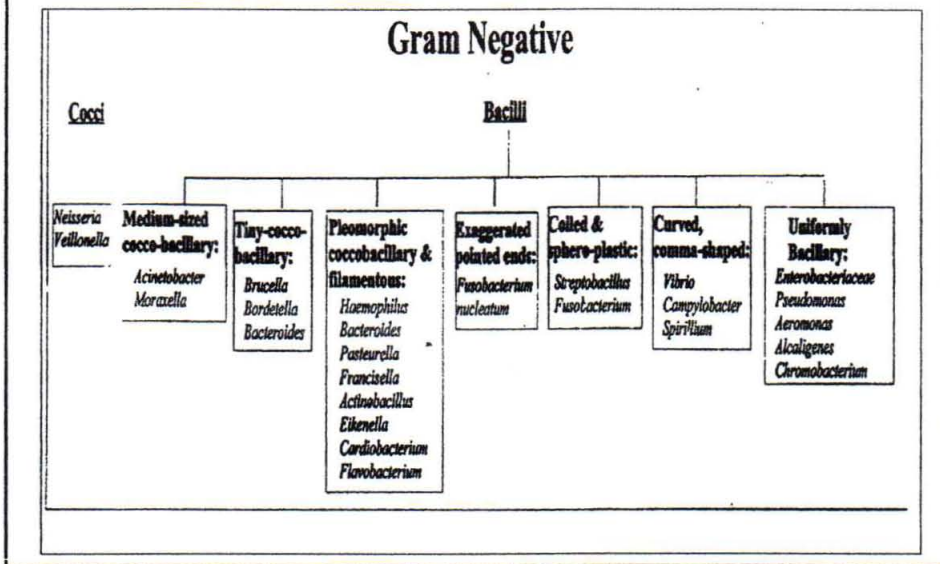 Gram Negative
Cocci
Bacilli
Neisseria
Veillonella
Medium-sized
cocco-bacillary:
Acinetobacter
Moraxella
Tiny-cocco-
bacillary:
Brucella
Bordetella
Bacteroides
Pleomorphic
coccobacillary &
filamentous:
Haemophilus
Bacteroides
Pasteurella
Francisella
Actinobacillus
Eikenella
Cardiobacterium
Flavobacterium
Exaggerated
pointed ends:
Fusobacterium
nucleatum
Coiled &
sphero-plastic:
Streptobacillus
Fusobacterium
Curved,
comma-shaped:
Vibrio
Campylobacter
Spirillium
Uniformly
Bacillary:
Enterobacteriaceae
Pseudomonas
Aeromonas
Alcaligenes
Chromobacterium